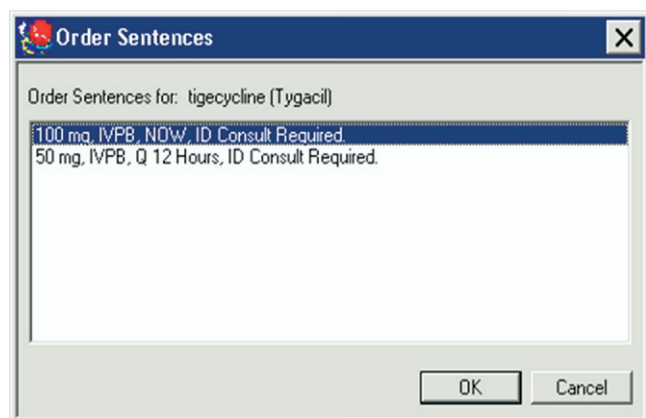 Order Sentences
Order Sentences for: tigecycline (Tygacil)
100 mg, IVPB, NOW, ID Consult Required.
50 mg, IVPB, Q 12 Hours, ID Consult Required.
OK
Cancel